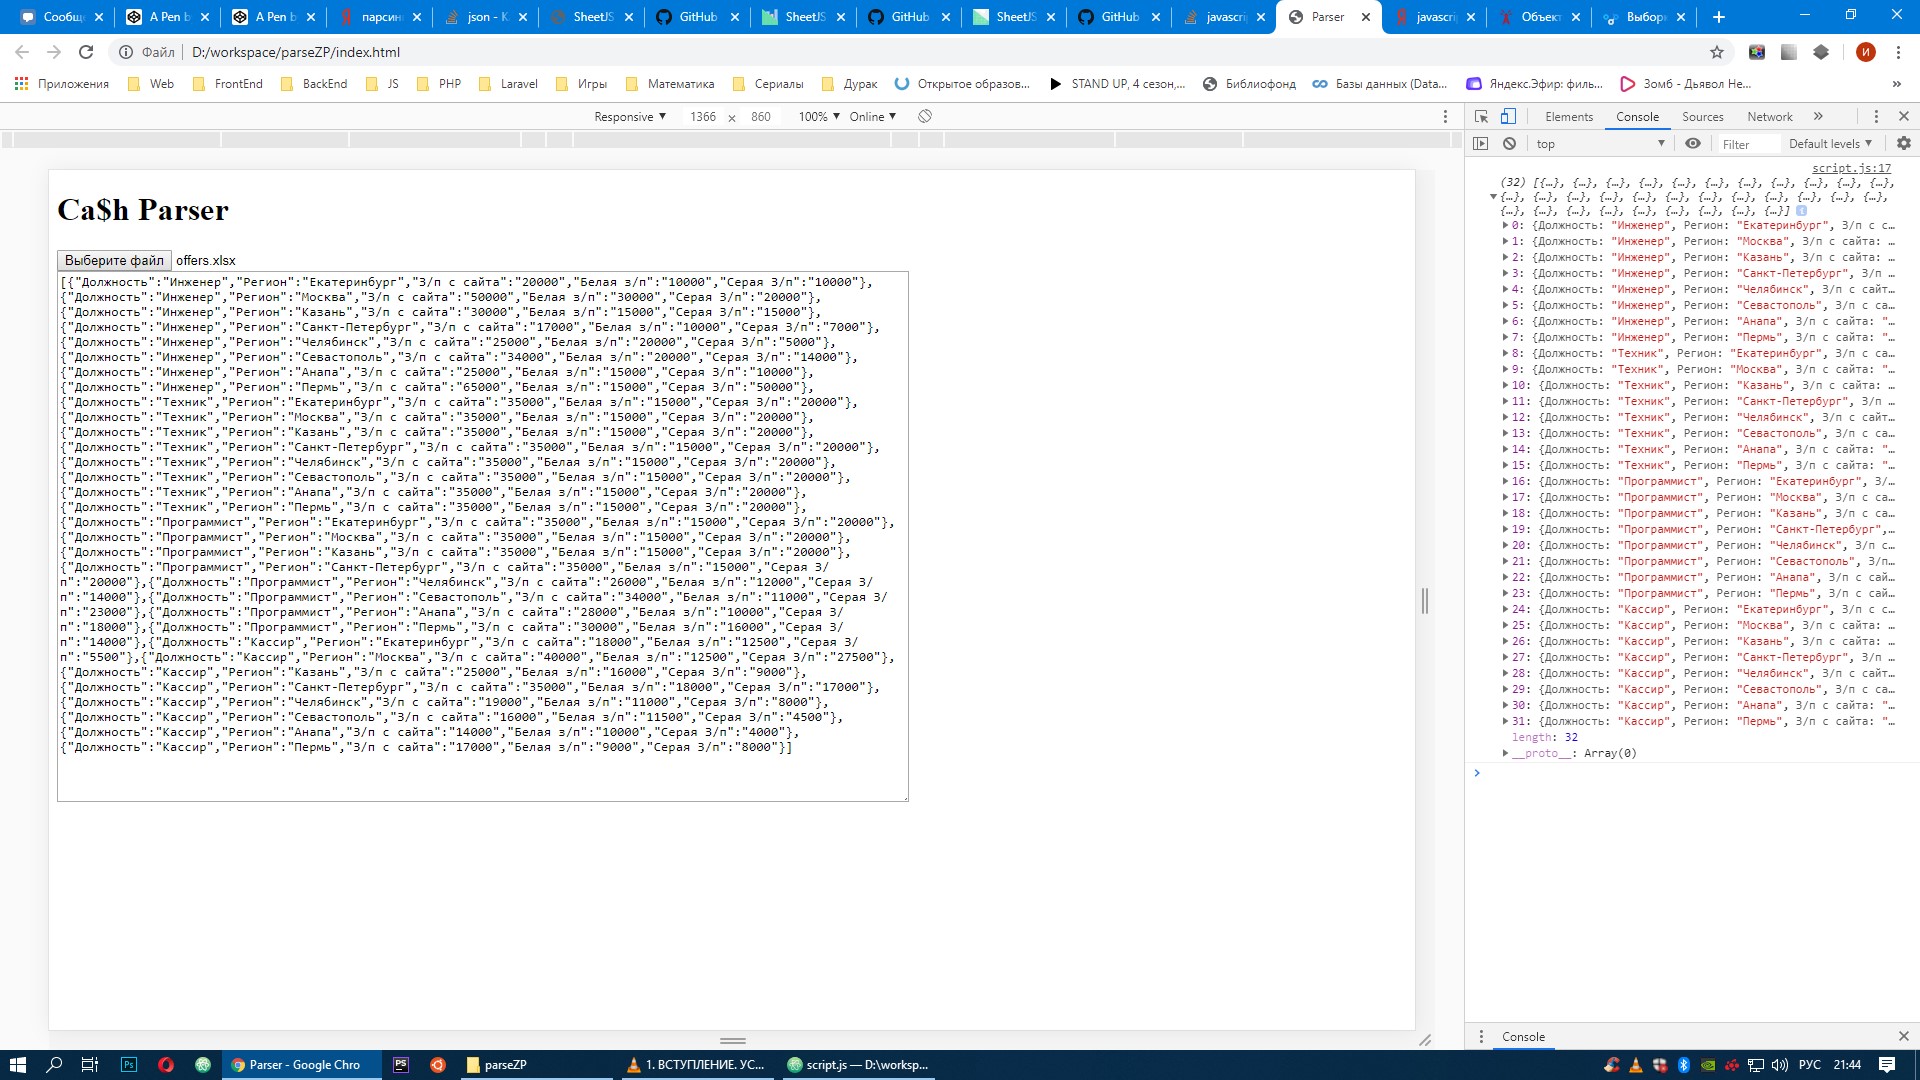 Сообще
A Pen b
A Pen b
парсинг
json - К
SheetJS
GitHub
SheetJS
GitHub
SheetJS
GitHub
javascri
Parser
javascri
Объект
Выборк
Файл
D:/workspace/parseZP/index.html
И
Приложения
Web
FrontEnd
BackEnd
JS
PHP
Laravel
Игры
Математика
Сериалы
Дурак
Открытое образов...
STAND UP, 4 сезон,...
Библиофонд
Базы данных (Data...
Яндекс.Эфир: филь...
Зомб - Дьявол Не...
»
Responsive ▼ 1366 x 860 100% ▼ Online ▼
Elements Console Sources Network »
top ▼ Filter Default levels ▼
Ca$h Parser
Выберите файл offers.xlsx
[{"Должность":"Инженер","Регион":"Екатеринбург","З/п с сайта":"20000","Белая з/п":"10000","Серая З/п":"10000"},
{"Должность":"Инженер","Регион":"Москва","З/п с сайта":"50000","Белая з/п":"30000","Серая З/п":"20000"},
{"Должность":"Инженер","Регион":"Казань","З/п с сайта":"30000","Белая з/п":"15000","Серая З/п":"15000"},
{"Должность":"Инженер","Регион":"Санкт-Петербург","З/п с сайта":"17000","Белая з/п":"10000","Серая З/п":"7000"},
{"Должность":"Инженер","Регион":"Челябинск","З/п с сайта":"25000","Белая з/п":"20000","Серая З/п":"5000"},
{"Должность":"Инженер","Регион":"Севастополь","З/п с сайта":"34000","Белая з/п":"20000","Серая З/п":"14000"},
{"Должность":"Инженер","Регион":"Анапа","З/п с сайта":"25000","Белая з/п":"15000","Серая З/п":"10000"},
{"Должность":"Инженер","Регион":"Пермь","З/п с сайта":"65000","Белая з/п":"15000","Серая З/п":"50000"},
{"Должность":"Техник","Регион":"Екатеринбург","З/п с сайта":"35000","Белая з/п":"15000","Серая З/п":"20000"},
{"Должность":"Техник","Регион":"Москва","З/п с сайта":"35000","Белая з/п":"15000","Серая З/п":"20000"},
{"Должность":"Техник","Регион":"Казань","З/п с сайта":"35000","Белая з/п":"15000","Серая З/п":"20000"},
{"Должность":"Техник","Регион":"Санкт-Петербург","З/п с сайта":"35000","Белая з/п":"15000","Серая З/п":"20000"},
{"Должность":"Техник","Регион":"Челябинск","З/п с сайта":"35000","Белая з/п":"15000","Серая З/п":"20000"},
{"Должность":"Техник","Регион":"Севастополь","З/п с сайта":"35000","Белая з/п":"15000","Серая З/п":"20000"},
{"Должность":"Техник","Регион":"Анапа","З/п с сайта":"35000","Белая з/п":"15000","Серая З/п":"20000"},
{"Должность":"Техник","Регион":"Пермь","З/п с сайта":"35000","Белая з/п":"15000","Серая З/п":"20000"},
{"Должность":"Программист","Регион":"Екатеринбург","З/п с сайта":"35000","Белая з/п":"15000","Серая З/п":"20000"},
{"Должность":"Программист","Регион":"Москва","З/п с сайта":"35000","Белая з/п":"15000","Серая З/п":"20000"},
{"Должность":"Программист","Регион":"Казань","З/п с сайта":"35000","Белая з/п":"15000","Серая З/п":"20000"},
{"Должность":"Программист","Регион":"Санкт-Петербург","З/п с сайта":"35000","Белая з/п":"15000","Серая З/
п":"20000"},{"Должность":"Программист","Регион":"Челябинск","З/п с сайта":"26000","Белая з/п":"12000","Серая З/
п":"14000"},{"Должность":"Программист","Регион":"Севастополь","З/п с сайта":"34000","Белая з/п":"11000","Серая З/
п":"23000"},{"Должность":"Программист","Регион":"Анапа","З/п с сайта":"28000","Белая з/п":"10000","Серая З/
п":"18000"},{"Должность":"Программист","Регион":"Пермь","З/п с сайта":"30000","Белая з/п":"16000","Серая З/
п":"14000"},{"Должность":"Кассир","Регион":"Екатеринбург","З/п с сайта":"18000","Белая з/п":"12500","Серая З/
п":"5500"},{"Должность":"Кассир","Регион":"Москва","З/п с сайта":"40000","Белая з/п":"12500","Серая З/п":"27500"},
{"Должность":"Кассир","Регион":"Казань","З/п с сайта":"25000","Белая з/п":"16000","Серая З/п":"9000"},
{"Должность":"Кассир","Регион":"Санкт-Петербург","З/п с сайта":"35000","Белая з/п":"18000","Серая З/п":"17000"},
{"Должность":"Кассир","Регион":"Челябинск","З/п с сайта":"19000","Белая з/п":"11000","Серая З/п":"8000"},
{"Должность":"Кассир","Регион":"Севастополь","З/п с сайта":"16000","Белая з/п":"11500","Серая З/п":"4500"},
{"Должность":"Кассир","Регион":"Анапа","З/п с сайта":"14000","Белая з/п":"10000","Серая З/п":"4000"},
{"Должность":"Кассир","Регион":"Пермь","З/п с сайта":"17000","Белая з/п":"9000","Серая З/п":"8000"}]
script.js:17
(32) [{…}, {…}, {…}, {…}, {…}, {…}, {…}, {…}, {…}, {…}, {…},
{…}, {…}, {…}, {…}, {…}, {…}, {…}, {…}, {…}, {…}, {…}, {…},
{…}, {…}, {…}, {…}, {…}, {…}, {…}, {…}, {…}]
0: {Должность: "Инженер", Регион: "Екатеринбург", З/п с с…
1: {Должность: "Инженер", Регион: "Москва", З/п с сайта: …
2: {Должность: "Инженер", Регион: "Казань", З/п с сайта: …
3: {Должность: "Инженер", Регион: "Санкт-Петербург", З/п …
4: {Должность: "Инженер", Регион: "Челябинск", З/п с сайт…
5: {Должность: "Инженер", Регион: "Севастополь", З/п с са…
6: {Должность: "Инженер", Регион: "Анапа", З/п с сайта: "…
7: {Должность: "Инженер", Регион: "Пермь", З/п с сайта: "…
8: {Должность: "Техник", Регион: "Екатеринбург", З/п с са…
9: {Должность: "Техник", Регион: "Москва", З/п с сайта: "…
10: {Должность: "Техник", Регион: "Казань", З/п с сайта: …
11: {Должность: "Техник", Регион: "Санкт-Петербург", З/п …
12: {Должность: "Техник", Регион: "Челябинск", З/п с сайт…
13: {Должность: "Техник", Регион: "Севастополь", З/п с са…
14: {Должность: "Техник", Регион: "Анапа", З/п с сайта: "…
15: {Должность: "Техник", Регион: "Пермь", З/п с сайта: "…
16: {Должность: "Программист", Регион: "Екатеринбург", З/…
17: {Должность: "Программист", Регион: "Москва", З/п с са…
18: {Должность: "Программист", Регион: "Казань", З/п с са…
19: {Должность: "Программист", Регион: "Санкт-Петербург",…
20: {Должность: "Программист", Регион: "Челябинск", З/п с…
21: {Должность: "Программист", Регион: "Севастополь", З/п…
22: {Должность: "Программист", Регион: "Анапа", З/п с сай…
23: {Должность: "Программист", Регион: "Пермь", З/п с сай…
24: {Должность: "Кассир", Регион: "Екатеринбург", З/п с с…
25: {Должность: "Кассир", Регион: "Москва", З/п с сайта: …
26: {Должность: "Кассир", Регион: "Казань", З/п с сайта: …
27: {Должность: "Кассир", Регион: "Санкт-Петербург", З/п …
28: {Должность: "Кассир", Регион: "Челябинск", З/п с сайт…
29: {Должность: "Кассир", Регион: "Севастополь", З/п с са…
30: {Должность: "Кассир", Регион: "Анапа", З/п с сайта: "…
31: {Должность: "Кассир", Регион: "Пермь", З/п с сайта: "…
length: 32
__proto__: Array(0)
Console
Parser - Google Chro
parseZP
1. ВСТУПЛЕНИЕ. УС...
script.js — D:\worksp...
РУС
21:44